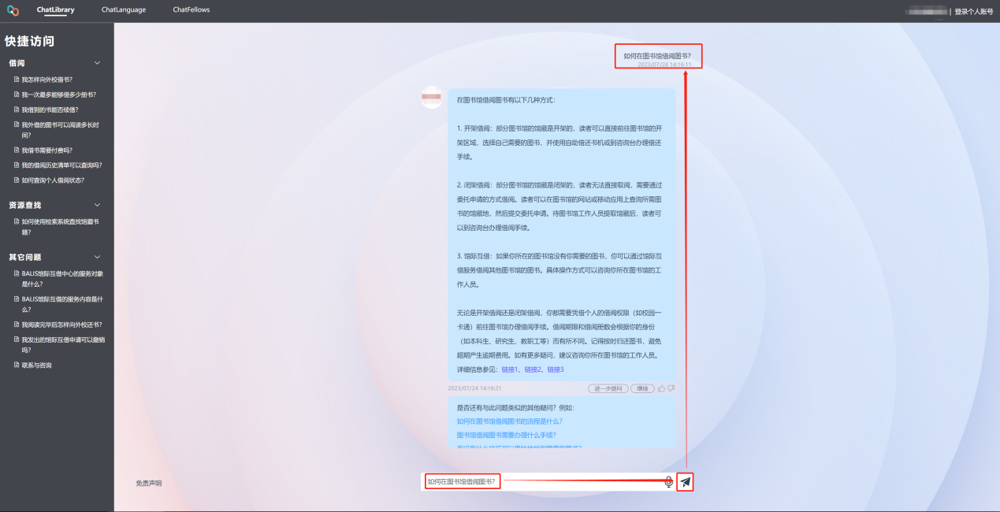 ChatLibrary
ChatLanguage
ChatFellows
| 登录个人账号
快捷访问
借阅
我怎样向外校借书?
我一次最多能够借多少册书?
我借到的书能否续借?
我外借的图书可以阅读多长时
间?
我借书需要付费吗?
我的借阅历史清单可以查询吗?
如何查询个人借阅状态?
资源查找
如何使用检索系统查找馆藏书
籍?
其它问题
BALIS馆际互借中心的服务对象
是什么?
BALIS馆际互借的服务内容是什
么?
我阅读完毕后怎样向外校还书?
我发出的馆际互借申请可以撤销
吗?
联系与咨询
如何在图书馆借阅图书?
2023/07/24 14:16:11
在图书馆借阅图书有以下几种方式:
1. 开架借阅: 部分图书馆的馆藏是开架的, 读者可以直接前往图书馆的开
架区域, 选择自己需要的图书, 并使用自助借还书机或到咨询台办理借还
手续。
2. 闭架借阅: 部分图书馆的馆藏是闭架的, 读者无法直接取阅, 需要通过
委托申请的方式借阅。读者可以在图书馆的网站或移动应用上查询所需图
书的馆藏地, 然后提交委托申请。待图书馆工作人员提取馆藏后, 读者可
以到咨询台办理借阅手续。
3. 馆际互借: 如果你所在的图书馆没有你需要的图书, 你可以通过馆际互
借服务借阅其他图书馆的图书。具体操作方式可以咨询你所在图书馆的工
作人员。
无论是开架借阅还是闭架借阅, 你都需要凭借个人的借阅权限 (如校园一
卡通) 前往图书馆办理借阅手续。借阅期限和借阅册数会根据你的身份
(如本科生、研究生、教职工等) 而有所不同。记得按时归还图书, 避免
超期产生逾期费用。如有更多疑问, 建议咨询你所在图书馆的工作人员。
详细信息参见: 链接1、链接2、链接3
2023/07/24 14:16:21
进一步提问
继续
是否还有与此问题类似的其他疑问? 例如:
如何在图书馆借阅图书的流程是什么?
图书馆借阅图书需要办理什么手续?
免责声明
如何在图书馆借阅图书?